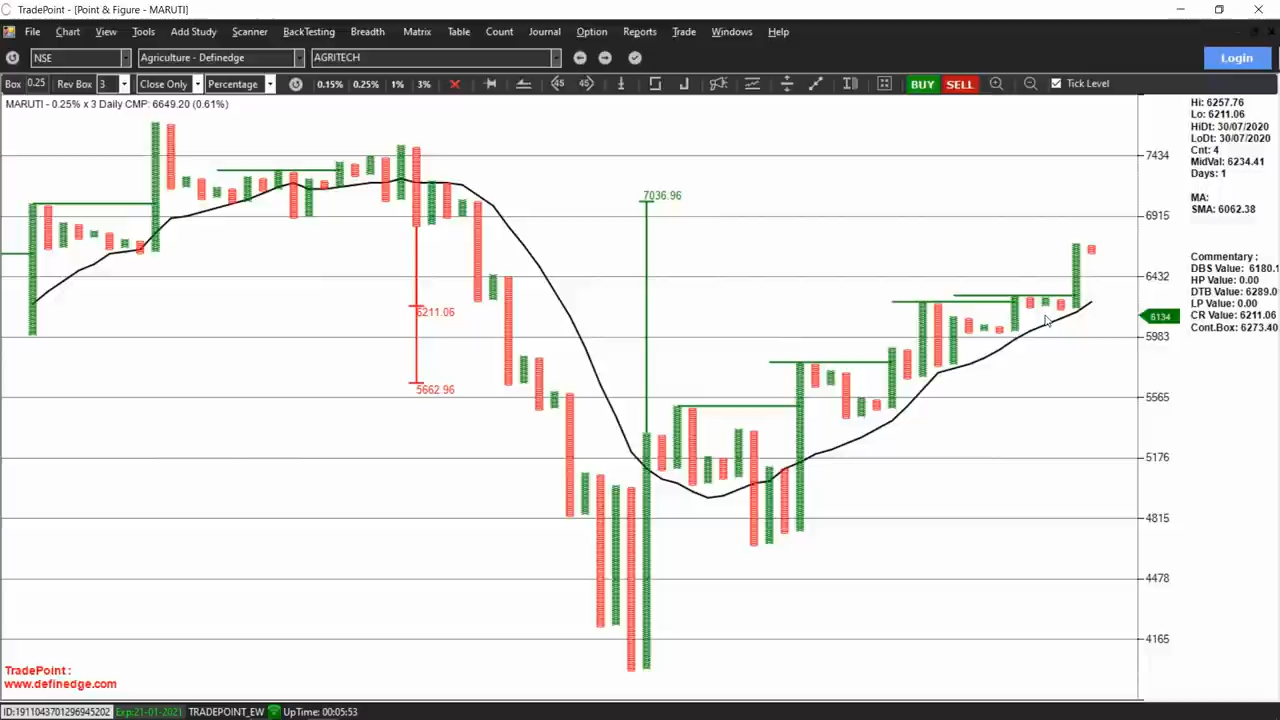 TradePoint - [Point & Figure - MARUTI]
File Chart View Tools Add Study Scanner BackTesting Breadth Matrix Table Count Journal Option Reports Trade Windows Help
NSE Agriculture - Definedge AGRITECH Login
Box 0.25 Rev Box 3 Close Only Percentage 0.15% 0.25% 1% 3% BUY SELL Tick Level
MARUTI - 0.25% x 3 Daily CMP: 6649.20 (0.61%)
Hi: 6257.76
Lo: 6211.06
HiDt: 30/07/2020
LoDt: 30/07/2020
Cnt: 4
MidVal: 6234.41
Days: 1
MA:
SMA: 6062.38
Commentary :
DBS Value: 6180.1
HP Value: 0.00
DTB Value: 6289.0
LP Value: 0.00
CR Value: 6211.06
Cont.Box: 6273.40
7434
6915
6432
6134
5983
5565
5176
4815
4478
4165
7036.96
6211.06
5662.96
TradePoint :
www.definedge.com
ID:1911043701296945202 Exp:21-01-2021 TRADEPOINT_EW UpTime: 00:05:53